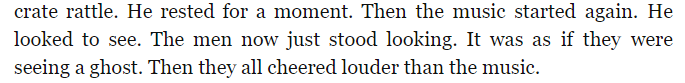 crate rattle. He rested for a moment. Then the music started again. He
looked to see. The men now just stood looking. It was as if they were
seeing a ghost. Then they all cheered louder than the music.